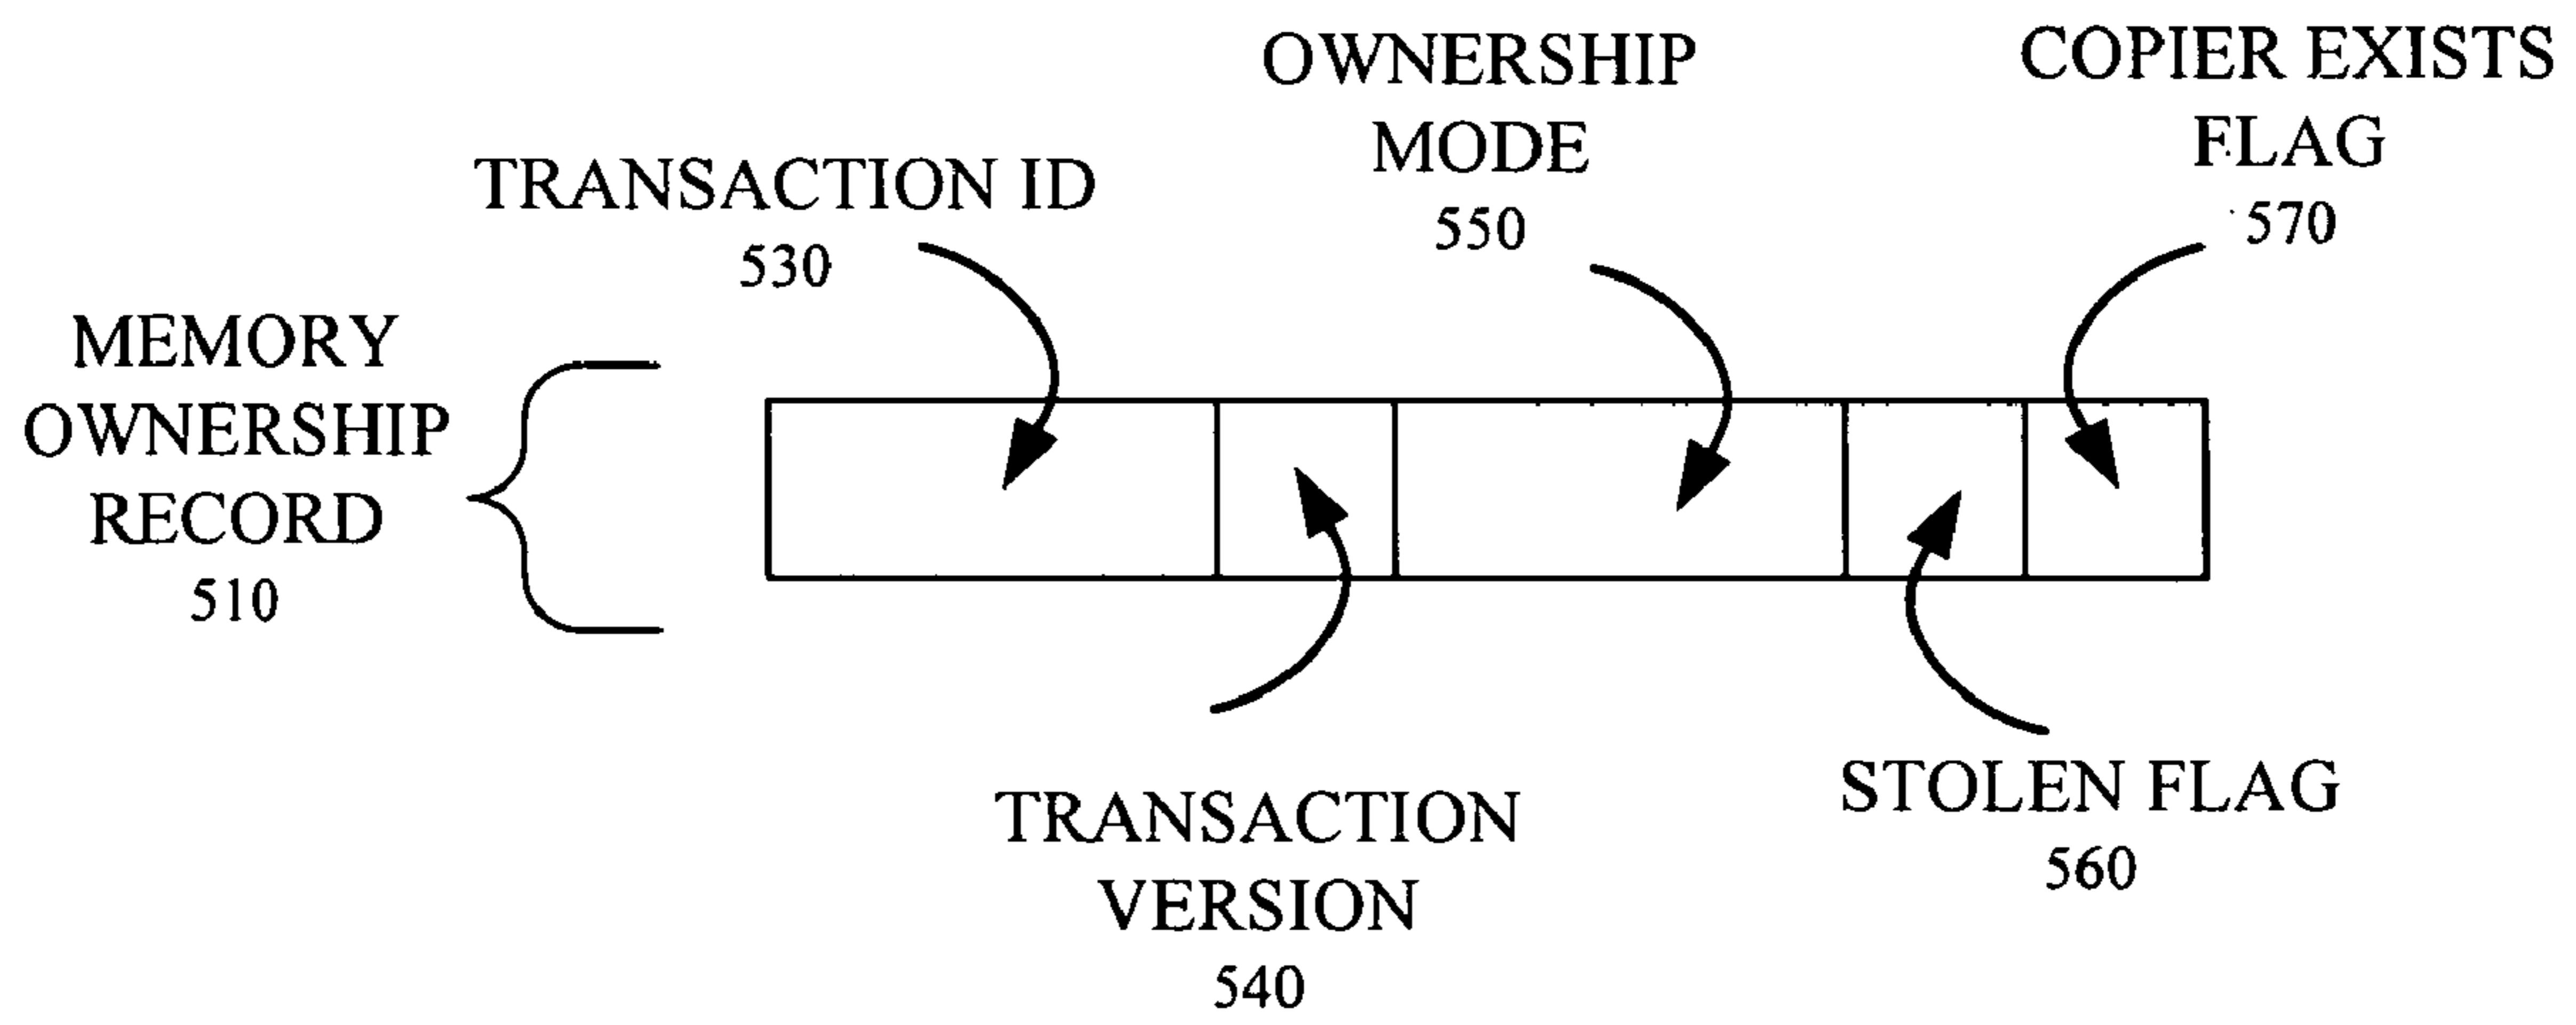 OWNERSHIP
MODE
550
COPIER EXISTS
FLAG
570
TRANSACTION ID
530
MEMORY
OWNERSHIP
RECORD
510
TRANSACTION
VERSION
540
STOLEN FLAG
560